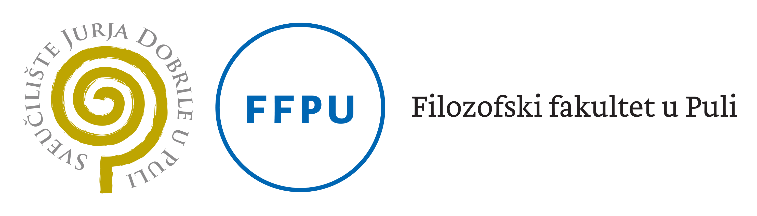 SVEUČILIŠTE JURJA DOBRILE U PULI
FFPU
Filozofski fakultet u Puli